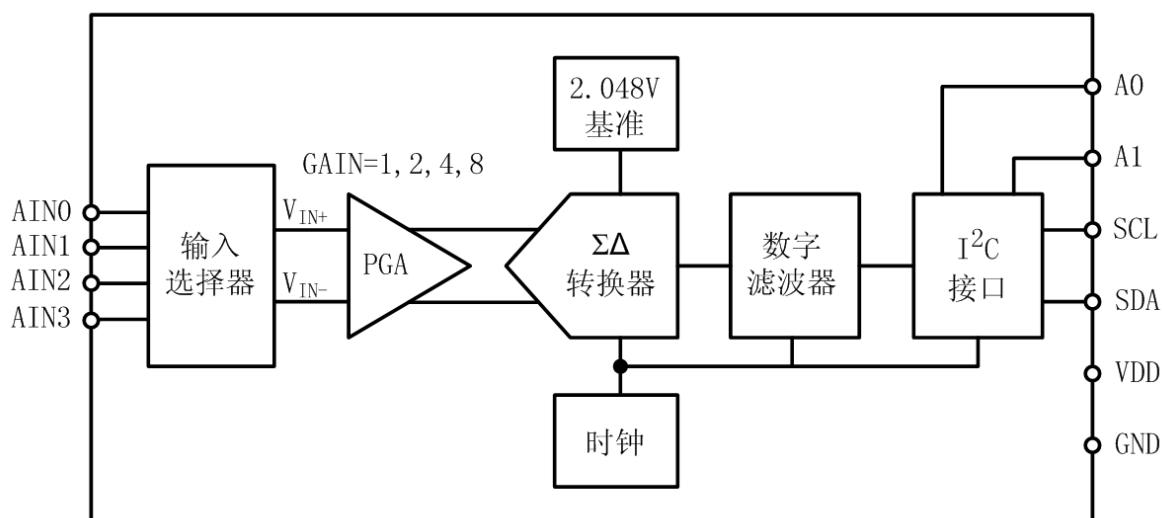 2.048V
基准
GAIN=1,2,4,8
AIN0
AIN1
AIN2
AIN3
输入
选择器
VIN+
VIN-
PGA
ΣΔ
转换器
数字
滤波器
I²C
接口
时钟
A0
A1
SCL
SDA
VDD
GND